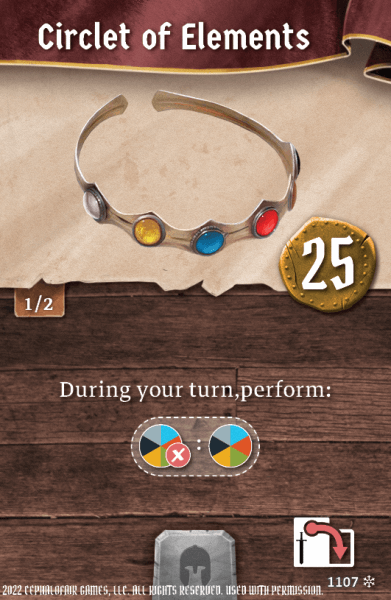 Circlet of Elements
25
1/2
During your turn,perform:
:
1107
2022 CEPHALOFAIR GAMES, LLC. ALL RIGHTS RESERVED. USED WITH PERMISSION.